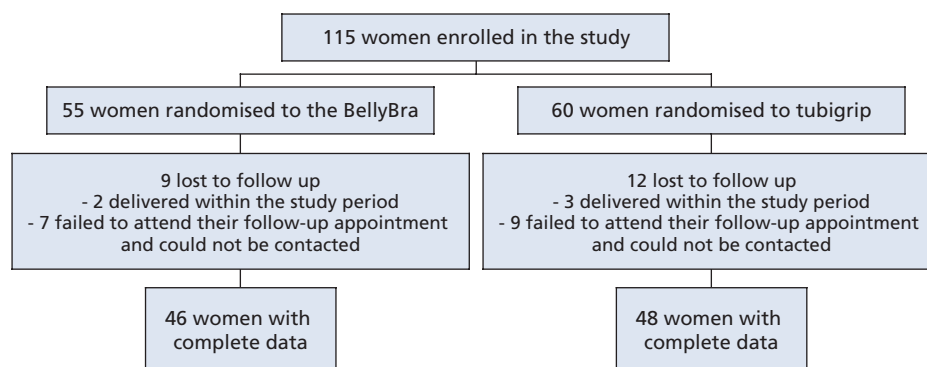 115 women enrolled in the study
55 women randomised to the BellyBra
60 women randomised to tubigrip
9 lost to follow up
- 2 delivered within the study period
- 7 failed to attend their follow-up appointment
and could not be contacted
12 lost to follow up
- 3 delivered within the study period
- 9 failed to attend their follow-up appointment
and could not be contacted
46 women with
complete data
48 women with
complete data